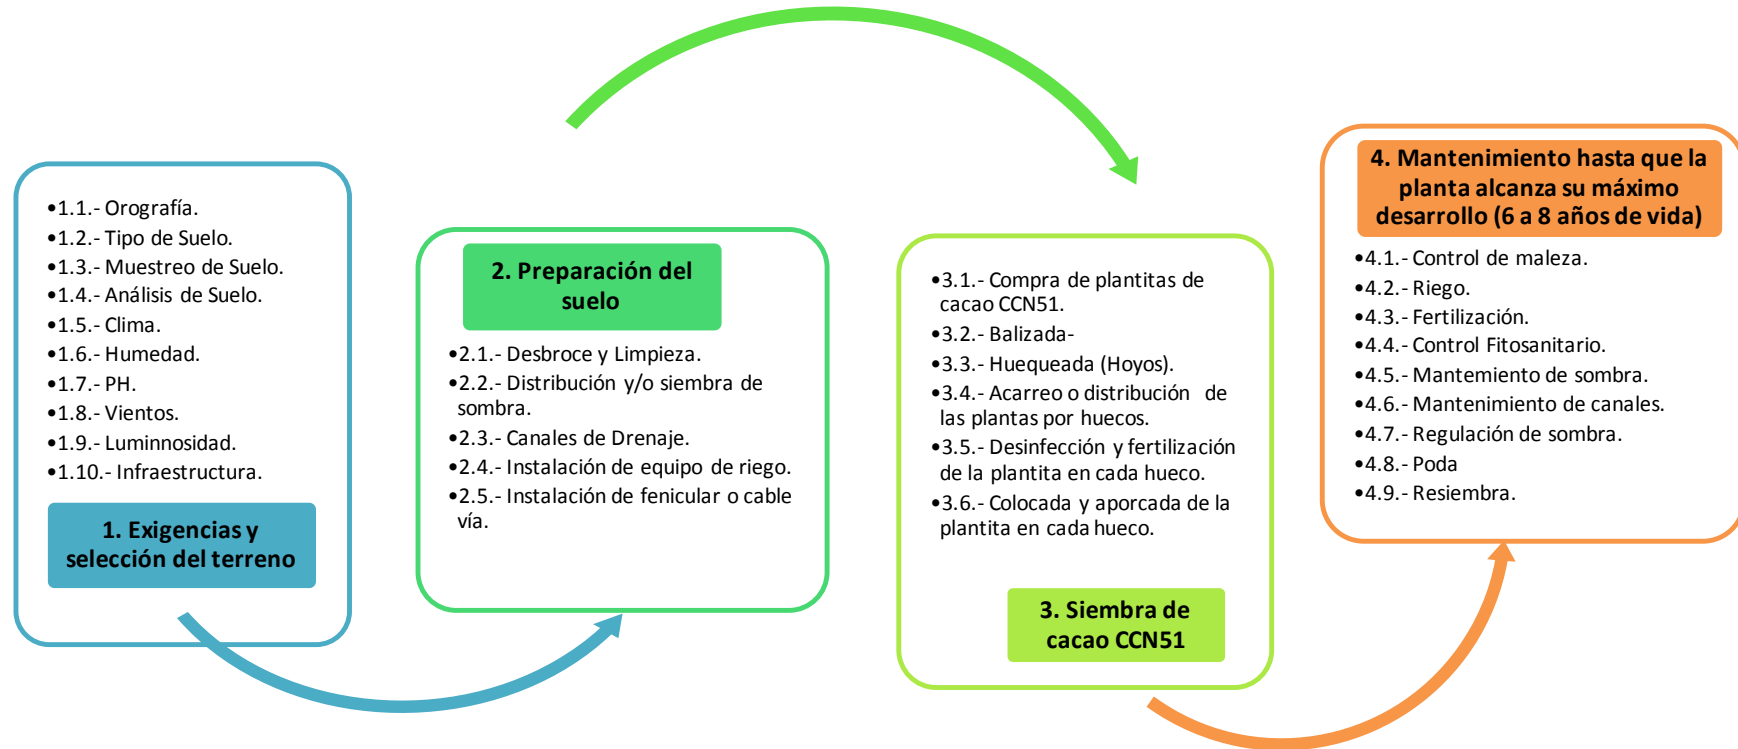 •1.1.- Orografía.
•1.2.- Tipo de Suelo.
•1.3.- Muestreo de Suelo.
•1.4.- Análisis de Suelo.
•1.5.- Clima.
•1.6.- Humedad.
•1.7.- PH.
•1.8.- Vientos.
•1.9.- Luminnosidad.
•1.10.- Infraestructura.
1. Exigencias y
selección del terreno
2. Preparación del
suelo
•2.1.- Desbroce y Limpieza.
•2.2.- Distribución y/o siembra de
sombra.
•2.3.- Canales de Drenaje.
•2.4.- Instalación de equipo de riego.
•2.5.- Instalación de fenicular o cable
vía.
•3.1.- Compra de plantitas de
cacao CCN51.
•3.2.- Balizada-
•3.3.- Huequeada (Hoyos).
•3.4.- Acarreo o distribución de
las plantas por huecos.
•3.5.- Desinfección y fertilización
de la plantita en cada hueco.
•3.6.- Colocada y aporcada de la
plantita en cada hueco.
3. Siembra de
cacao CCN51
4. Mantenimiento hasta que la
planta alcanza su máximo
desarrollo (6 a 8 años de vida)
•4.1.- Control de maleza.
•4.2.- Riego.
•4.3.- Fertilización.
•4.4.- Control Fitosanitario.
•4.5.- Mantemiento de sombra.
•4.6.- Mantenimiento de canales.
•4.7.- Regulación de sombra.
•4.8.- Poda
•4.9.- Resiembra.